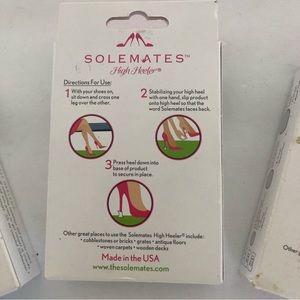 SOLEMATES™
High Heeler®
Directions For Use:
1 With your shoes on, sit down and cross one leg over the other.
2 Stabilizing your high heel with one hand, slip product onto high heel so that the word Solemates faces back.
3 Press heel down into base of product to secure in place.
Other great places to use the Solemates High Heeler® include:
• cobblestones or bricks • grates • antique floors
• woven carpets • wooden decks
Made in the USA
www.thesolemates.com
Other